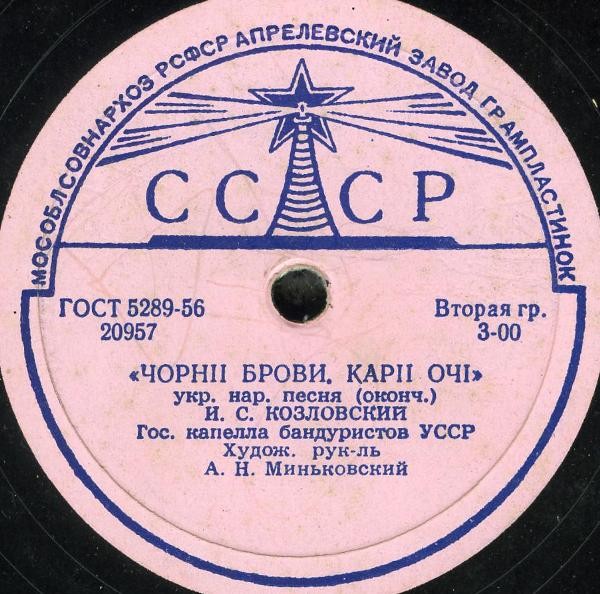 МОСОБЛСОВНАРХОЗ РСФСР АПРЕЛЕВСКИЙ ЗАВОД ГРАМПЛАСТИНОК
СССР
ГОСТ 5289-56
20957
Вторая гр.
3-00
«ЧОРНІІ БРОВИ, КАРІІ ОЧІ»
укр. нар. песня (оконч.)
И. С. КОЗЛОВСКИЙ
Гос. капелла бандуристов УССР
Худож. рук-ль
А. Н. Миньковский